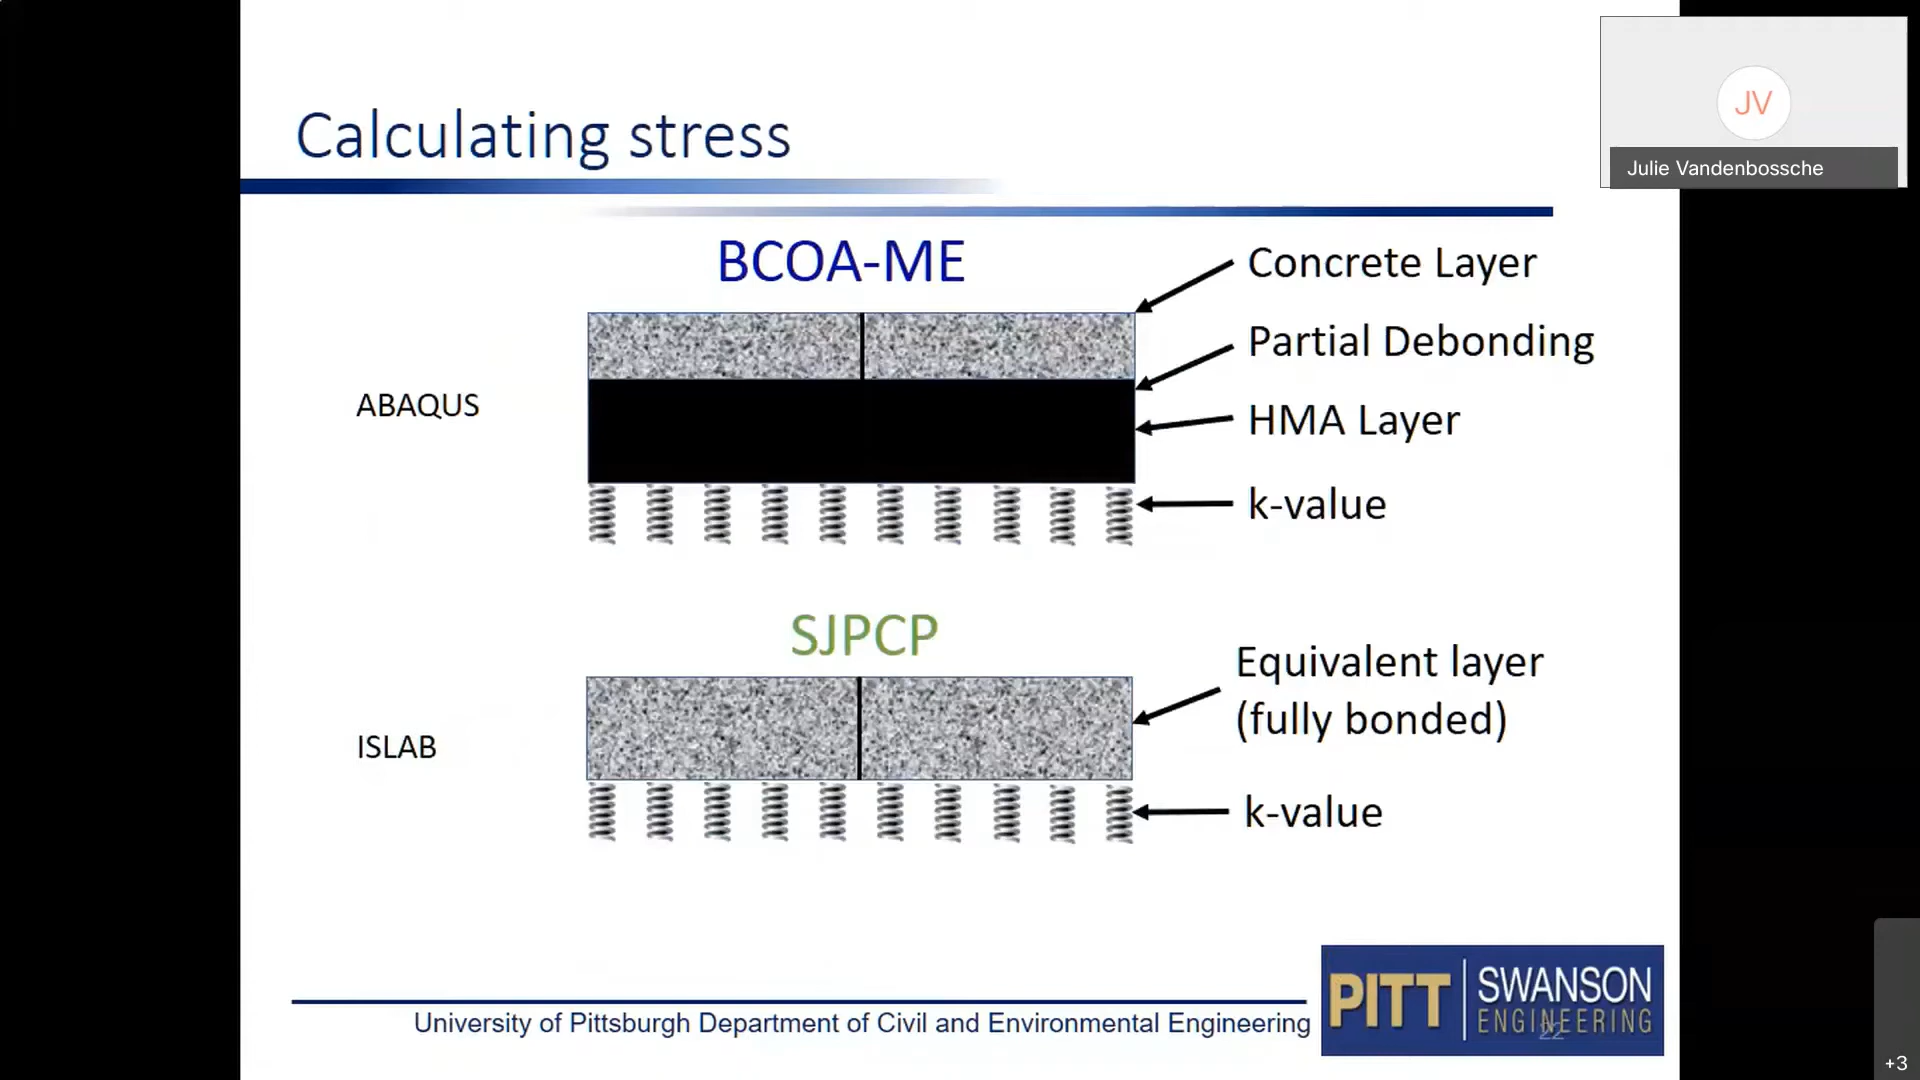 Calculating stress
JV
Julie Vandenbossche
BCOA-ME
Concrete Layer
Partial Debonding
ABAQUS
HMA Layer
k-value
SJPCP
Equivalent layer
(fully bonded)
ISLAB
k-value
University of Pittsburgh Department of Civil and Environmental Engineering
PITT
SWANSON
ENGINEERING
22
+3